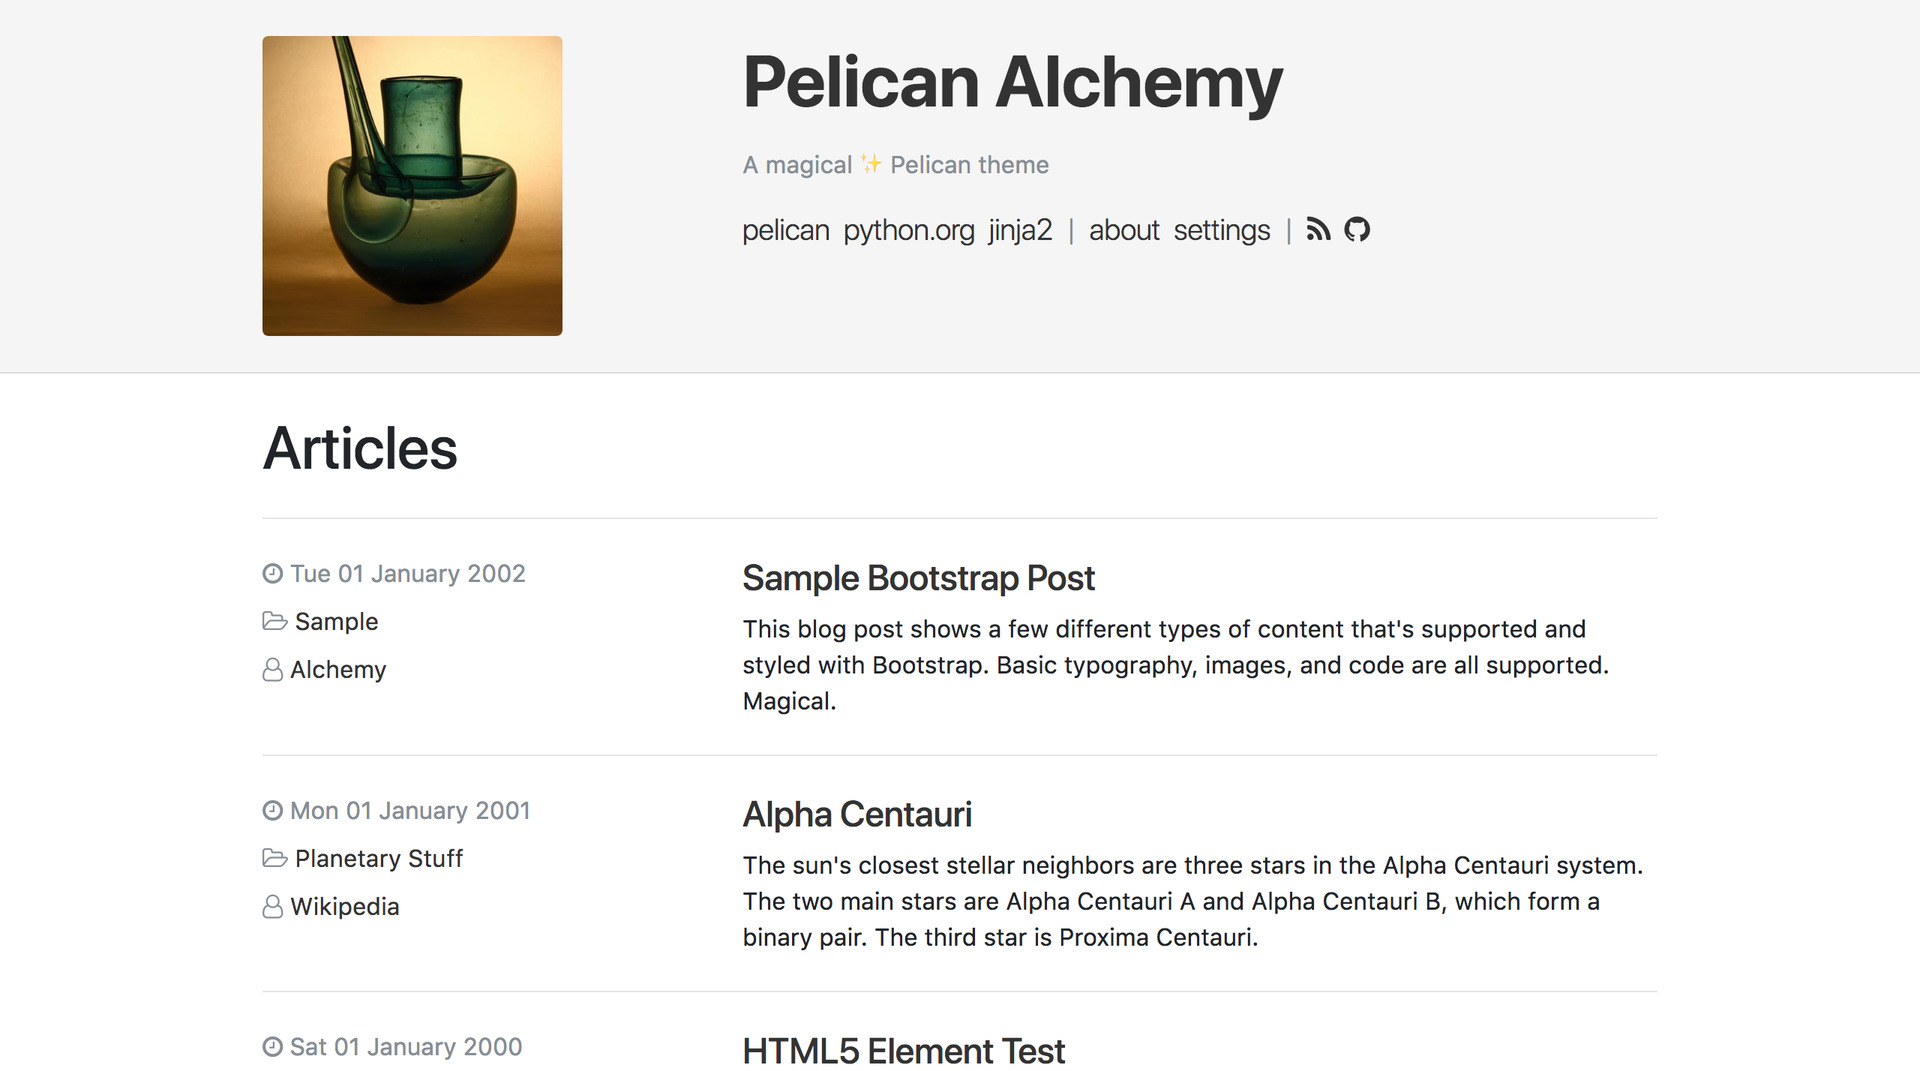 Pelican Alchemy
A magical ✨ Pelican theme
pelican python.org jinja2 | about settings |
Articles
Tue 01 January 2002
Sample
Alchemy
Sample Bootstrap Post
This blog post shows a few different types of content that's supported and
styled with Bootstrap. Basic typography, images, and code are all supported.
Magical.
Mon 01 January 2001
Planetary Stuff
Wikipedia
Alpha Centauri
The sun's closest stellar neighbors are three stars in the Alpha Centauri system.
The two main stars are Alpha Centauri A and Alpha Centauri B, which form a
binary pair. The third star is Proxima Centauri.
Sat 01 January 2000
HTML5 Element Test